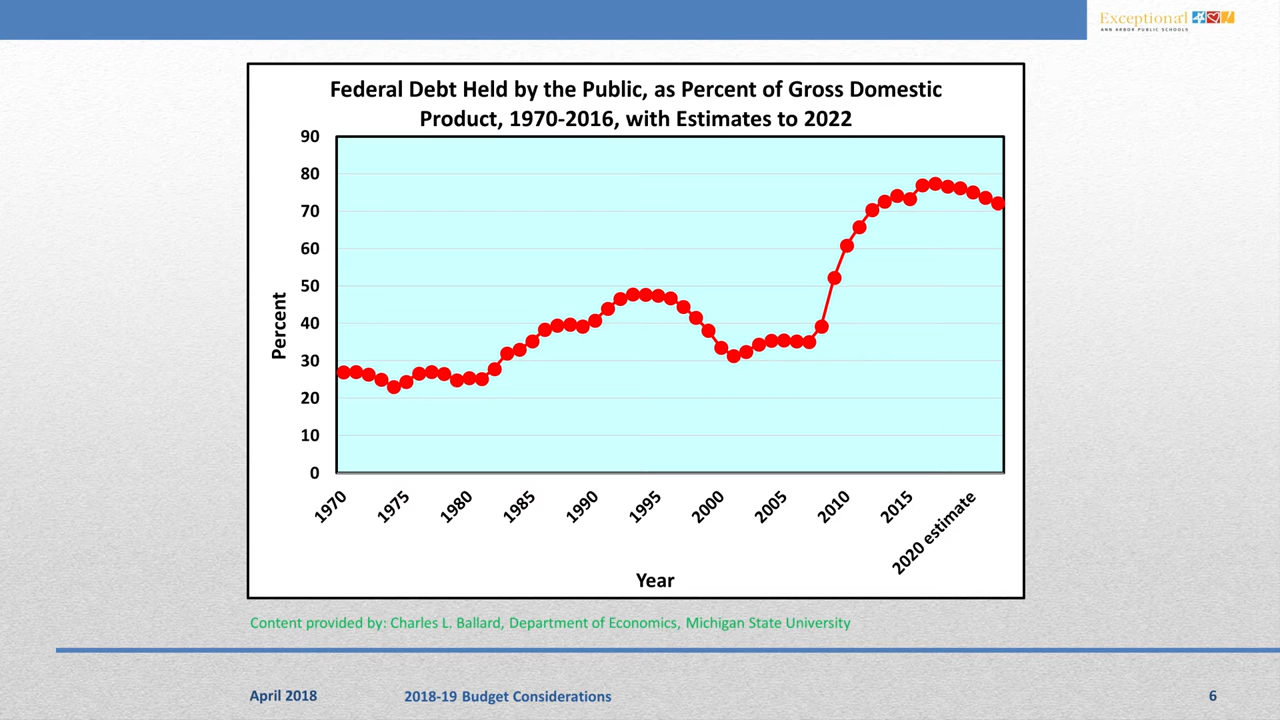 Exceptional
ANN ARBOR PUBLIC SCHOOLS
Federal Debt Held by the Public, as Percent of Gross Domestic
Product, 1970-2016, with Estimates to 2022
90
80
70
60
50
40
30
20
10
0
Percent
1970
1975
1980
1985
1990
1995
2000
2005
2010
2015
2020 estimate
Year
Content provided by: Charles L. Ballard, Department of Economics, Michigan State University
April 2018
2018-19 Budget Considerations
6